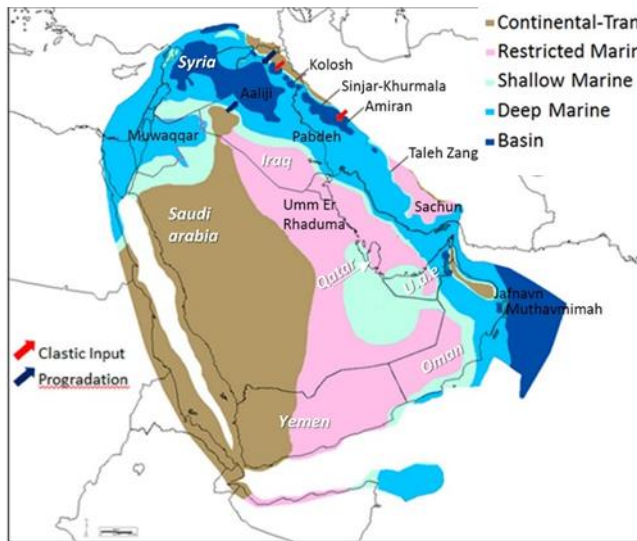 Continental-Tran
Restricted Marin
Shallow Marine
Deep Marine
Basin
Syria
Kolosh
Sinjar-Khurmala
Aaliji
Amiran
Muwaqqar
Pabdeh
Taleh Zang
Iraq
Umm Er
Rhaduma
Sachun
Saudi
arabia
Qatar
U.a.e
Jafnavn
Muthavmimah
Clastic Input
Progradation
Oman
Yemen